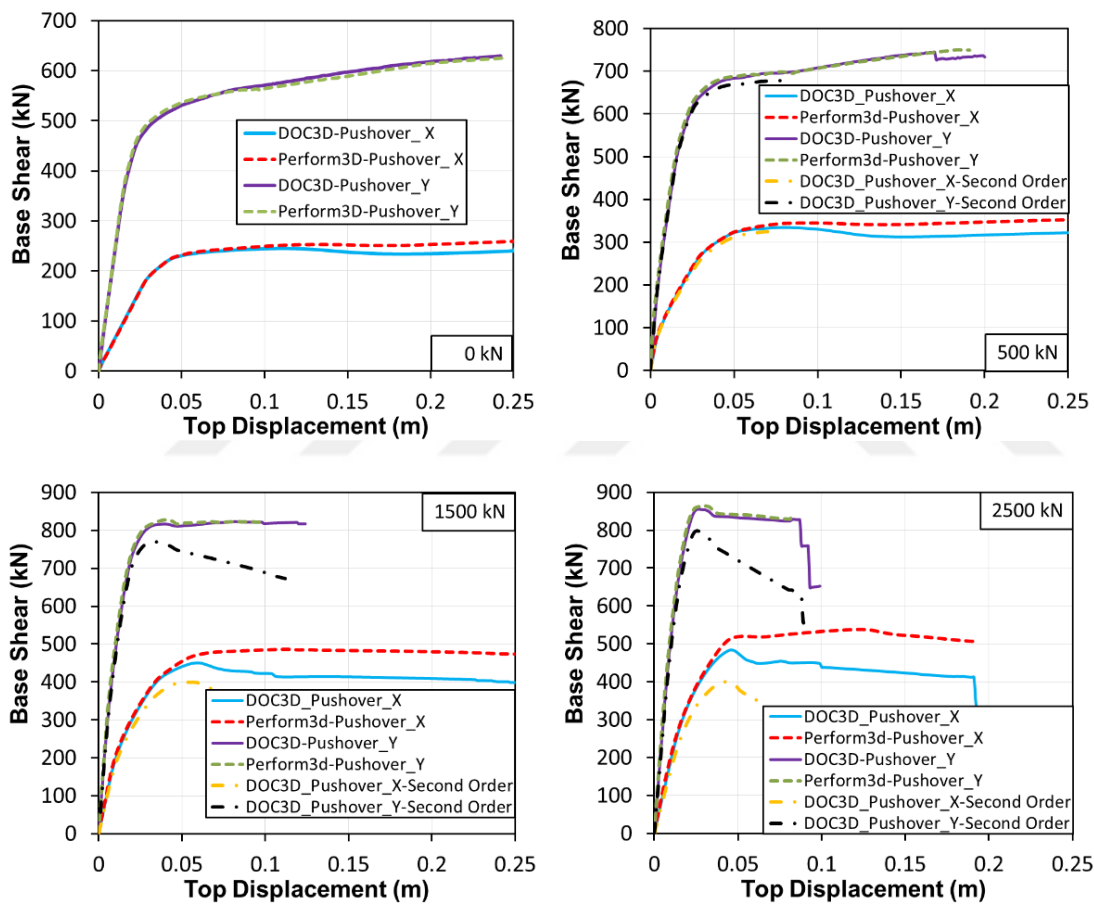 700
600
500
400
300
200
100
0
Base Shear (kN)
DOC3D-Pushover_ X
Perform3D-Pushover_ X
DOC3D-Pushover_Y
Perform3D-Pushover_Y
0 kN
0 0.05 0.1 0.15 0.2 0.25
Top Displacement (m)
800
700
600
500
400
300
200
100
0
Base Shear (kN)
DOC3D_Pushover_X
Perform3d-Pushover_X
DOC3D-Pushover_Y
Perform3d-Pushover_Y
DOC3D_Pushover_X-Second Order
DOC3D_Pushover_Y-Second Order
500 kN
0 0.05 0.1 0.15 0.2 0.25
Top Displacement (m)
900
800
700
600
500
400
300
200
100
0
Base Shear (kN)
1500 kN
DOC3D_Pushover_X
Perform3d-Pushover_X
DOC3D-Pushover_Y
Perform3d-Pushover_Y
DOC3D_Pushover_X-Second Order
DOC3D_Pushover_Y-Second Order
0 0.05 0.1 0.15 0.2 0.25
Top Displacement (m)
900
800
700
600
500
400
300
200
100
0
Base Shear (kN)
2500 kN
DOC3D_Pushover_X
Perform3d-Pushover_X
DOC3D-Pushover_Y
Perform3d-Pushover_Y
DOC3D_Pushover_X-Second Order
DOC3D_Pushover_Y-Second Order
0 0.05 0.1 0.15 0.2 0.25
Top Displacement (m)